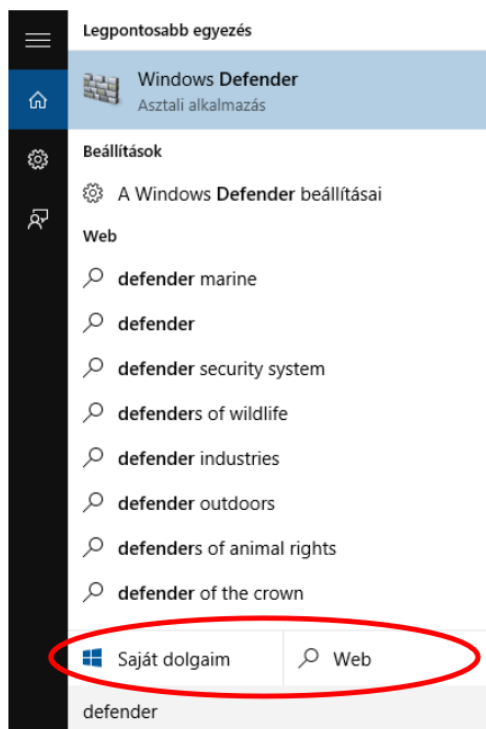 Legpontosabb egyezés
Windows Defender
Asztali alkalmazás
Beállítások
A Windows Defender beállításai
Web
defender marine
defender
defender security system
defenders of wildlife
defender industries
defender outdoors
defenders of animal rights
defender of the crown
Saját dolgaim
Web
defender